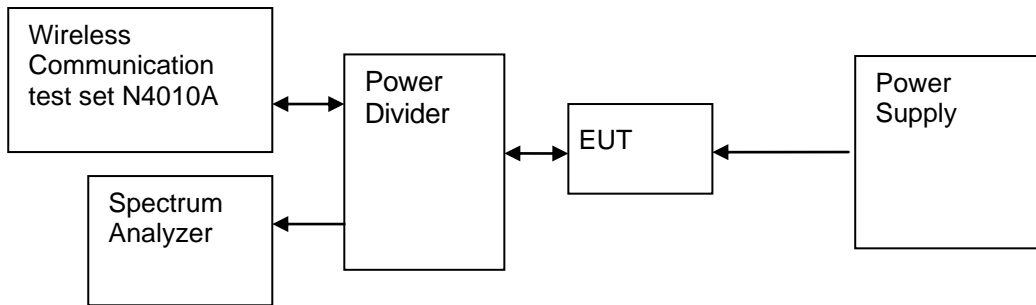 Wireless
Communication
test set N4010A
Power
Divider
EUT
Power
Supply
Spectrum
Analyzer